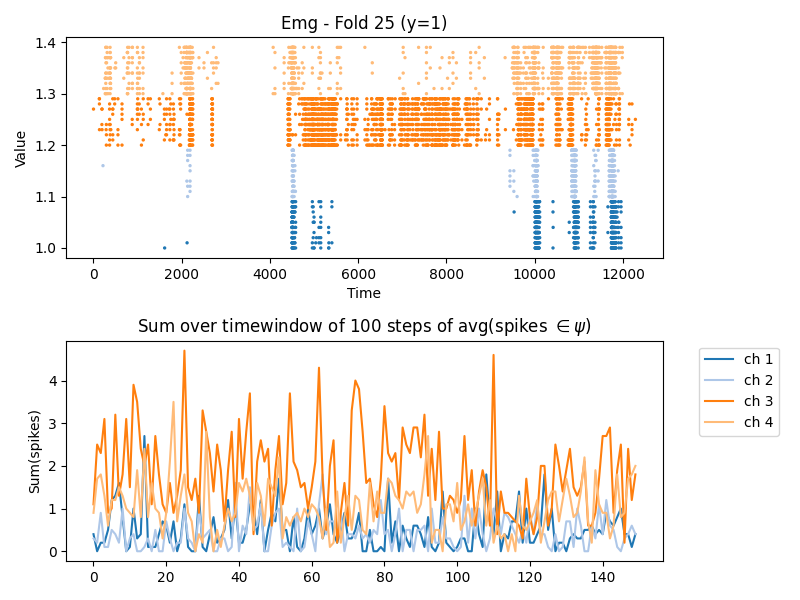 Emg - Fold 25 (y=1)
1.4
1.3
1.2
1.1
1.0
Value
0 2000 4000 6000 8000 10000 12000
Time
Sum over timewindow of 100 steps of avg(spikes ∈ ψ)
4
3
2
1
0
Sum(spikes)
0 20 40 60 80 100 120 140
ch 1
ch 2
ch 3
ch 4